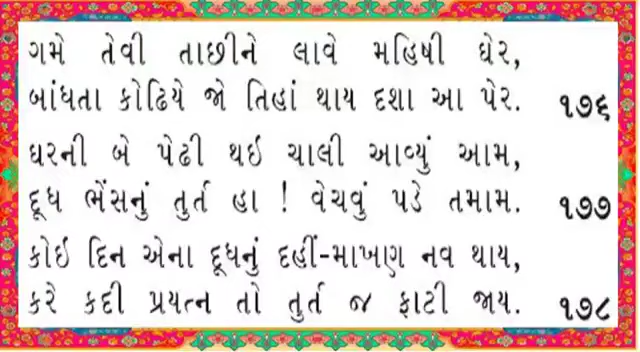 ગમે તેવી તાછીને લાવે મહિષી ઘેર,
બાંધતા કોઢિયે જો તિહાં થાય દશા આ પેર. ૧૭૬
ઘરની બે પેઢી થઇ ચાલી આવ્યું આમ,
દૂધ ભેંસનું તુર્ત હા ! વેચવું પડે તમામ. ૧૭૭
કોઇ દિન એના દૂધનું દહીં-માખણ નવ થાય,
કરે કદી પ્રયત્ન તો તુર્ત જ ફાટી જાય. ૧૭૮